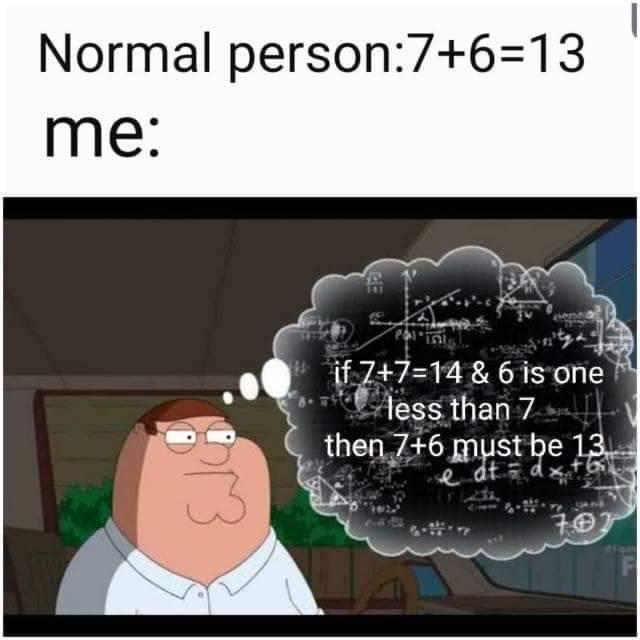 Normal person:7+6=13
me:
if 7+7=14 & 6 is one
less than 7
then 7+6 must be 13